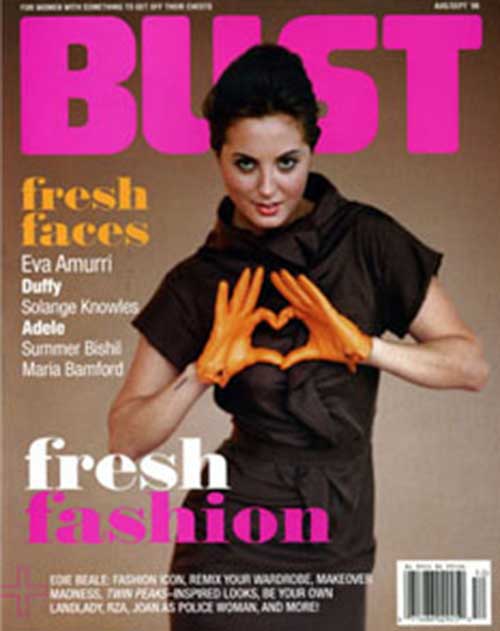 FOR WOMEN WITH SOMETHING TO GET OFF THEIR CHESTS
AUG/SEPT '08
BUST
fresh
faces
Eva Amurri
Duffy
Solange Knowles
Adele
Summer Bishil
Maria Bamford
fresh
fashion
+
EDIE BEALE: FASHION ICON, REMIX YOUR WARDROBE, MAKEOVER
MADNESS, TWIN PEAKS-INSPIRED LOOKS, BE YOUR OWN
LANDLADY, RZA, JOAN AS POLICE WOMAN, AND MORE!